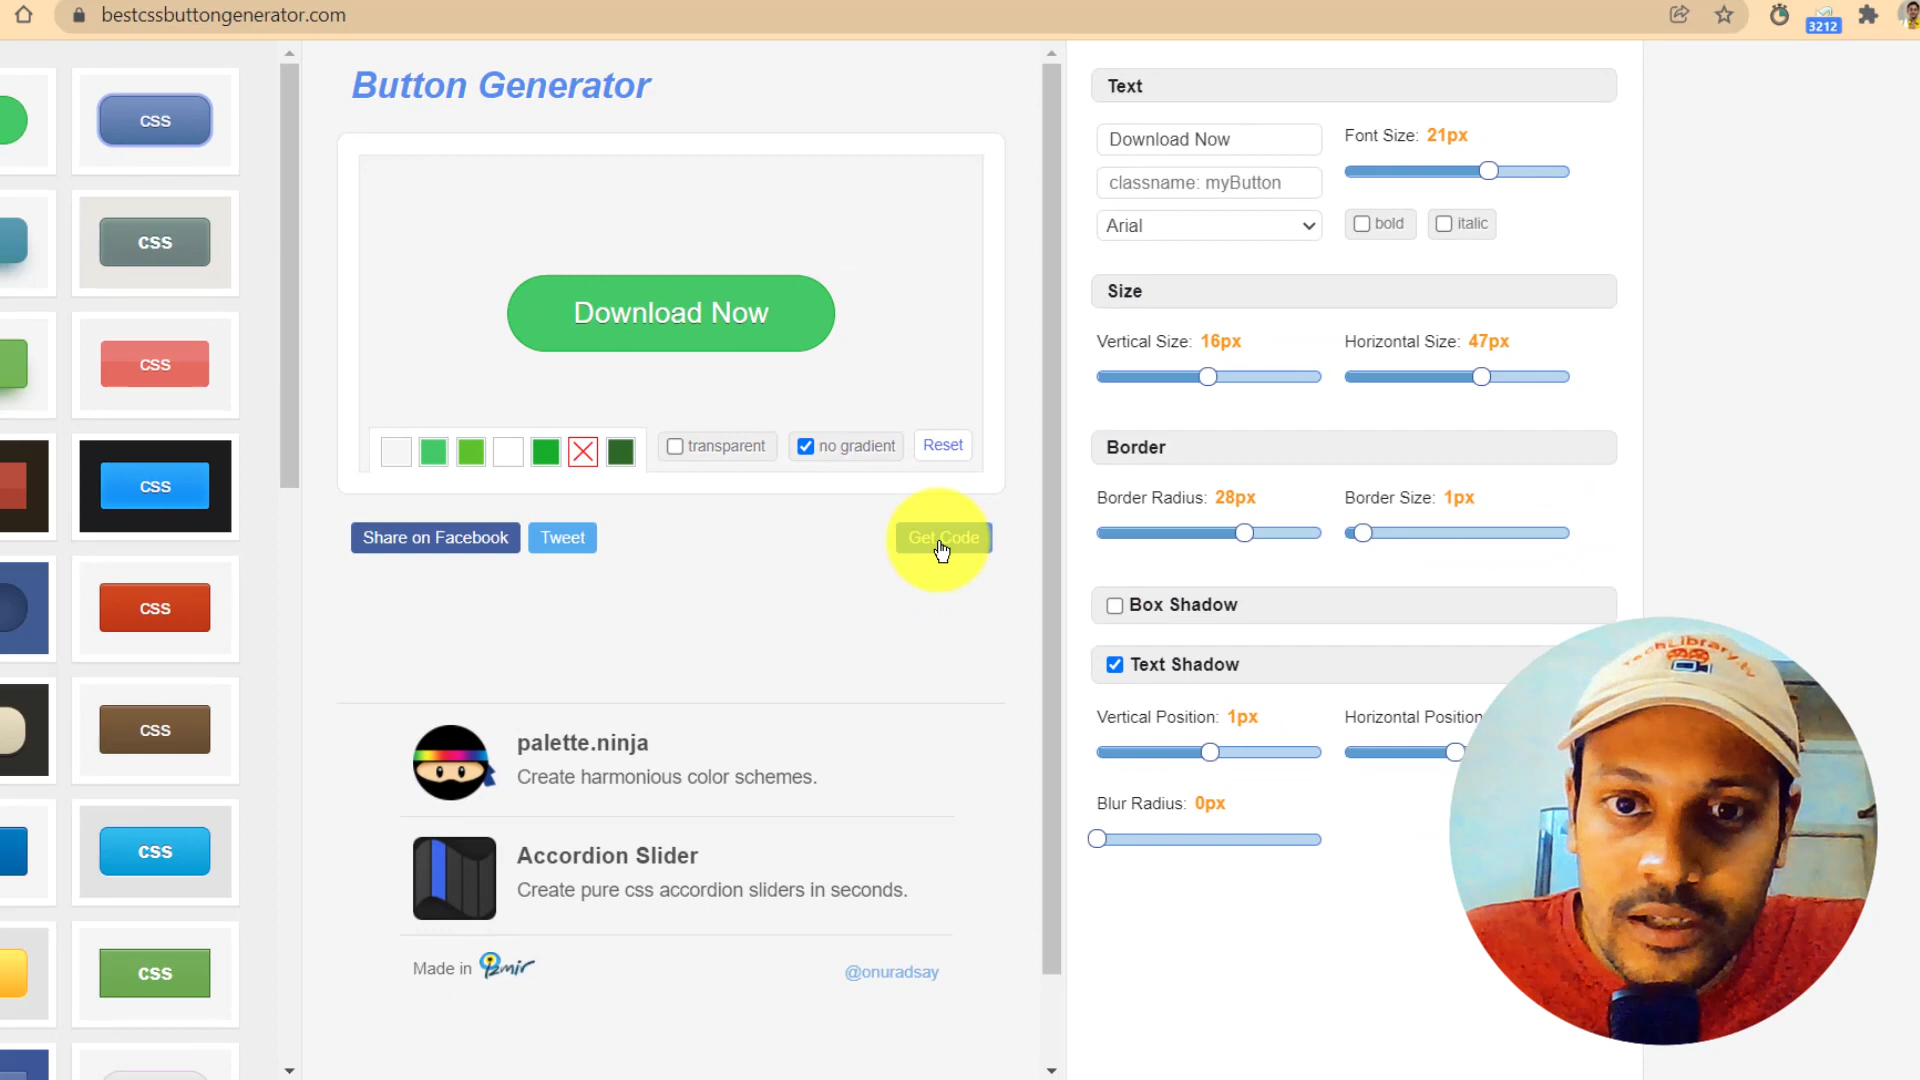 bestcssbuttongenerator.com
3212
CSS
CSS
CSS
CSS
CSS
CSS
CSS
CSS
Button Generator
Download Now
transparent
no gradient
Reset
Share on Facebook
Tweet
Get Code
palette.ninja
Create harmonious color schemes.
Accordion Slider
Create pure css accordion sliders in seconds.
Made in izmir
@onuradsay
Text
Download Now
Font Size: 21px
classname: myButton
Arial
bold
italic
Size
Vertical Size: 16px
Horizontal Size: 47px
Border
Border Radius: 28px
Border Size: 1px
Box Shadow
Text Shadow
Vertical Position: 1px
Horizontal Position
Blur Radius: 0px
TechLibrary.tv